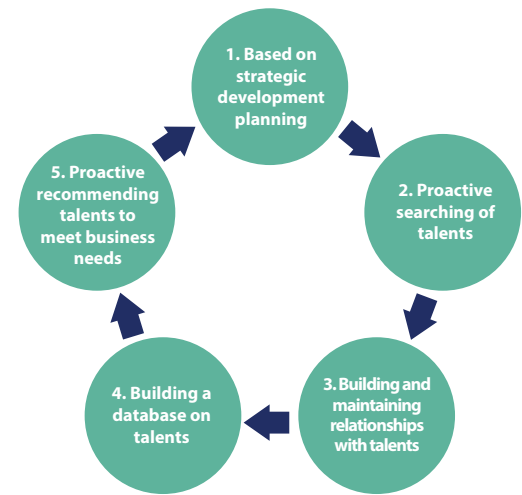 1. Based on
strategic
development
planning
2. Proactive
searching of
talents
3. Building and
maintaining
relationships
with talents
4. Building a
database on
talents
5. Proactive
recommending
talents to
meet business
needs